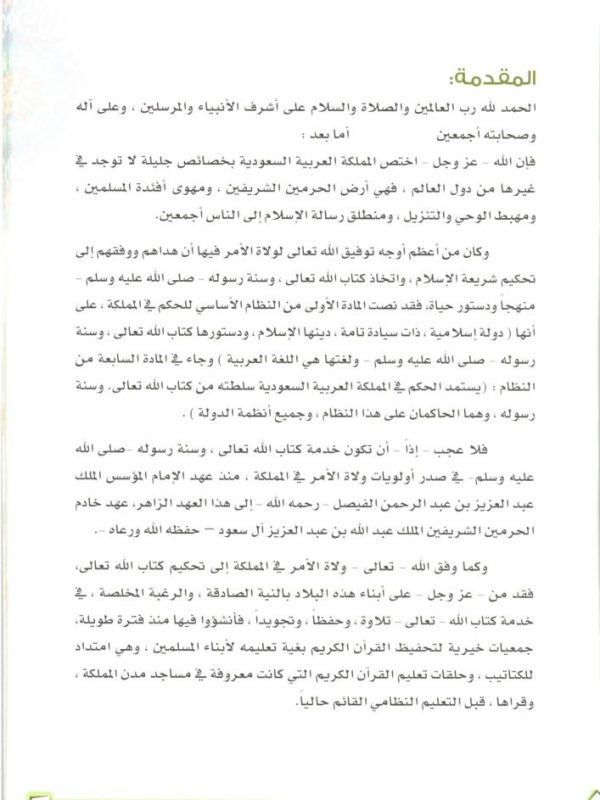 المقدمة:
الحمد لله رب العالمين والصلاة والسلام على أشرف الأنبياء والمرسلين ، وعلى آله
وصحابته أجمعين أما بعد :
فإن الله - عز وجل - اختص المملكة العربية السعودية بخصائص جليلة لا توجد في
غيرها من دول العالم ، فهي أرض الحرمين الشريفين ، ومهوى أفئدة المسلمين ،
ومهبط الوحي والتنزيل ، ومنطلق رسالة الإسلام إلى الناس أجمعين.
وكان من أعظم أوجه توفيق الله تعالى لولاة الأمر فيها أن هداهم ووفقهم إلى
تحكيم شريعة الإسلام ، واتخاذ كتاب الله تعالى ، وسنة رسوله - صلى الله عليه وسلم -
منهجاً ودستور حياة، فقد نصت المادة الأولى من النظام الأساسي للحكم في المملكة ، على
أنها ( دولة إسلامية ، ذات سيادة تامة ، دينها الإسلام ، ودستورها كتاب الله تعالى ، وسنة
رسوله - صلى الله عليه وسلم - ولغتها هي اللغة العربية ) وجاء في المادة السابعة من
النظام : (يستمد الحكم في المملكة العربية السعودية سلطته من كتاب الله تعالى. وسنة
رسوله ، وهما الحاكمان على هذا النظام ، وجميع أنظمة الدولة ) .
فلا عجب - إذاً - أن تكون خدمة كتاب الله تعالى ، وسنة رسوله -صلى الله
عليه وسلم- في صدر أولويات ولاة الأمر في المملكة ، منذ عهد الإمام المؤسس الملك
عبد العزيز بن عبد الرحمن الفيصل - رحمه الله - إلى هذا العهد الزاهر، عهد خادم
الحرمين الشريفين الملك عبد الله بن عبد العزيز آل سعود – حفظه الله ورعاه -.
وكما وفق الله - تعالى - ولاة الأمر في المملكة إلى تحكيم كتاب الله تعالى،
فقد من - عز وجل - على أبناء هذه البلاد بالنية الصادقة ، والرغبة المخلصة ، في
خدمة كتاب الله - تعالى - تلاوة ، وحفظاً ، وتجويداً ، فأنشؤوا فيها منذ فترة طويلة،
جمعيات خيرية لتحفيظ القرآن الكريم بغية تعليمه لأبناء المسلمين ، وهي امتداد
للكتاتيب ، وحلقات تعليم القرآن الكريم التي كانت معروفة في مساجد مدن المملكة ،
وقراها ، قبل التعليم النظامي القائم حالياً.